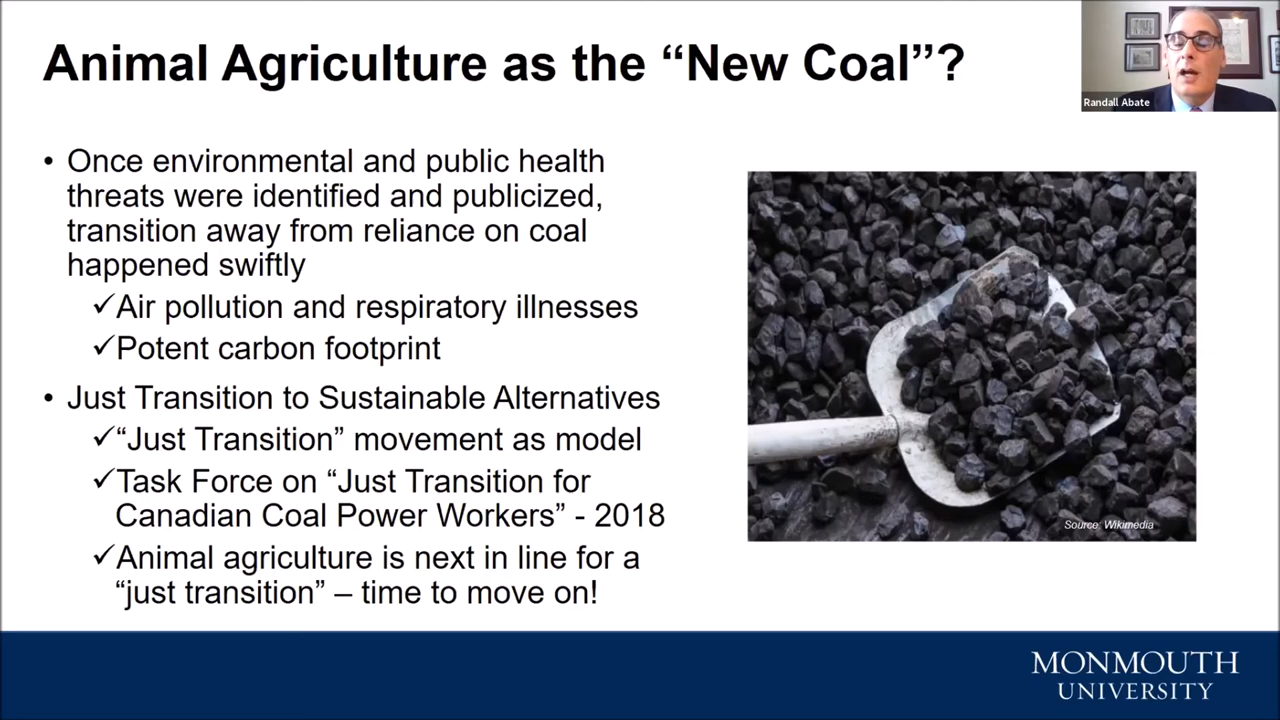 Animal Agriculture as the “New Coal”?
Randall Abate
• Once environmental and public health
threats were identified and publicized,
transition away from reliance on coal
happened swiftly
✓Air pollution and respiratory illnesses
✓Potent carbon footprint
• Just Transition to Sustainable Alternatives
✓“Just Transition” movement as model
✓Task Force on “Just Transition for
Canadian Coal Power Workers” - 2018
✓Animal agriculture is next in line for a
“just transition” – time to move on!
Source: Wikimedia
MONMOUTH
UNIVERSITY